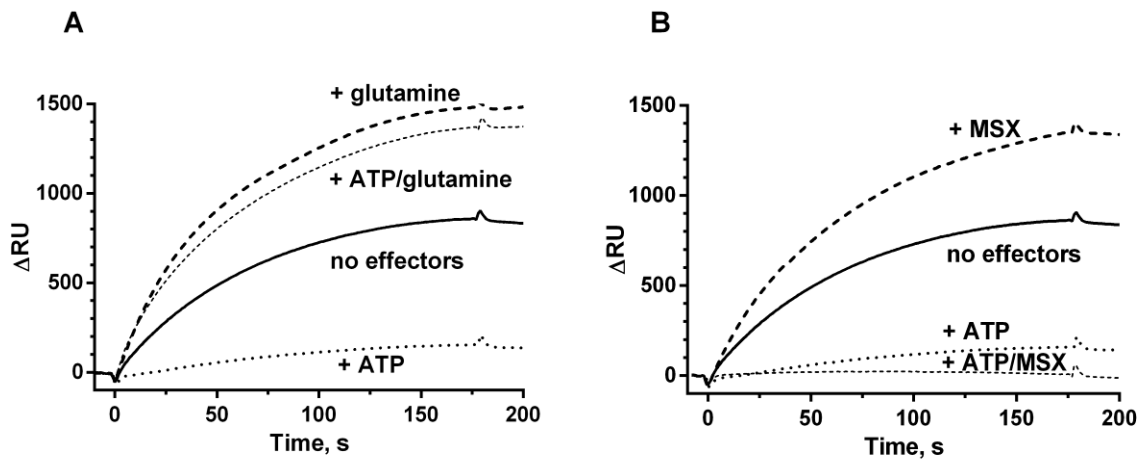 A
B
1500
1000
500
0
ΔRU
+ glutamine
+ ATP/glutamine
no effectors
+ ATP
0 50 100 150 200
Time, s
1500
1000
500
0
ΔRU
+ MSX
no effectors
+ ATP
+ ATP/MSX
0 50 100 150 200
Time, s